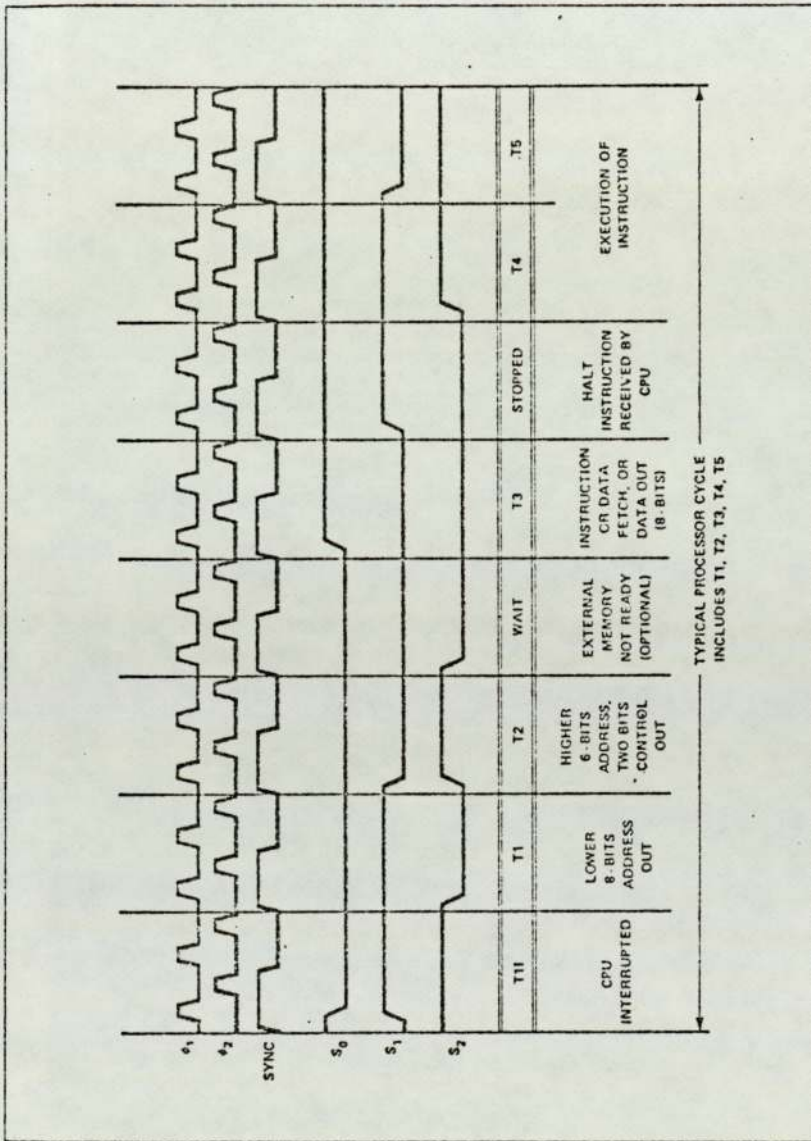 φ₁
φ₂
SYNC
S₀
S₁
S₂
T1I
T1
T2
WAIT
T3
STOPPED
T4
T5
CPU
INTERRUPTED
LOWER
8-BITS
ADDRESS
OUT
HIGHER
6-BITS
ADDRESS,
TWO BITS
CONTROL
OUT
EXTERNAL
MEMORY
NOT READY
(OPTIONAL)
INSTRUCTION
CR DATA
FETCH, OR
DATA OUT
(8-BITS)
HALT
INSTRUCTION
RECEIVED BY
CPU
EXECUTION OF
INSTRUCTION
TYPICAL PROCESSOR CYCLE
INCLUDES T1, T2, T3, T4, T5